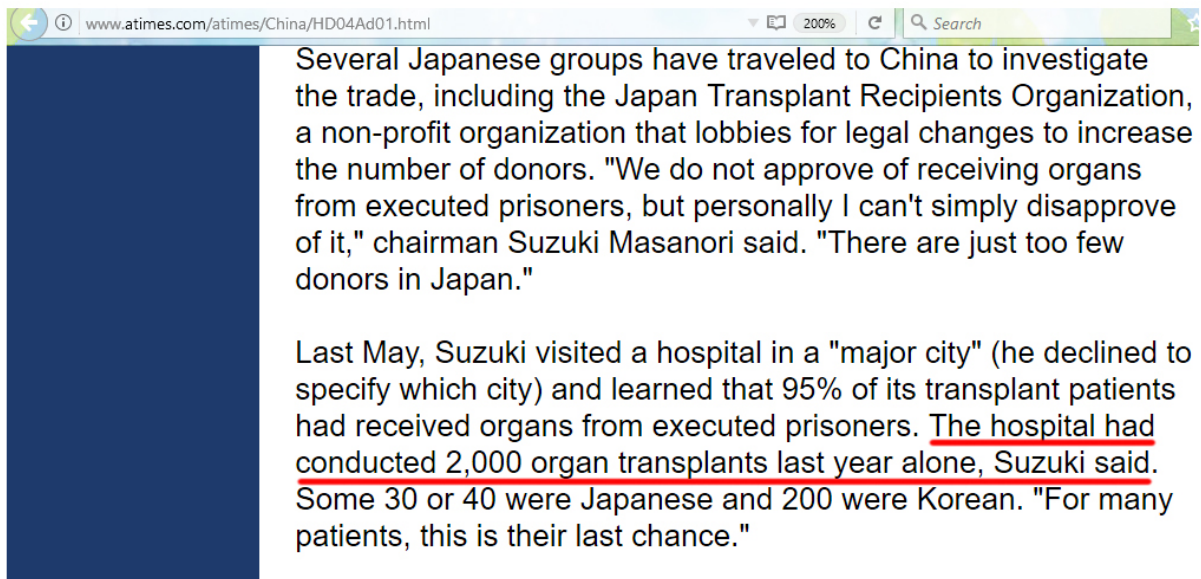 www.atimes.com/atimes/China/HD04Ad01.html 200% Search
Several Japanese groups have traveled to China to investigate
the trade, including the Japan Transplant Recipients Organization,
a non-profit organization that lobbies for legal changes to increase
the number of donors. "We do not approve of receiving organs
from executed prisoners, but personally I can't simply disapprove
of it," chairman Suzuki Masanori said. "There are just too few
donors in Japan."
Last May, Suzuki visited a hospital in a "major city" (he declined to
specify which city) and learned that 95% of its transplant patients
had received organs from executed prisoners. The hospital had
conducted 2,000 organ transplants last year alone, Suzuki said.
Some 30 or 40 were Japanese and 200 were Korean. "For many
patients, this is their last chance."